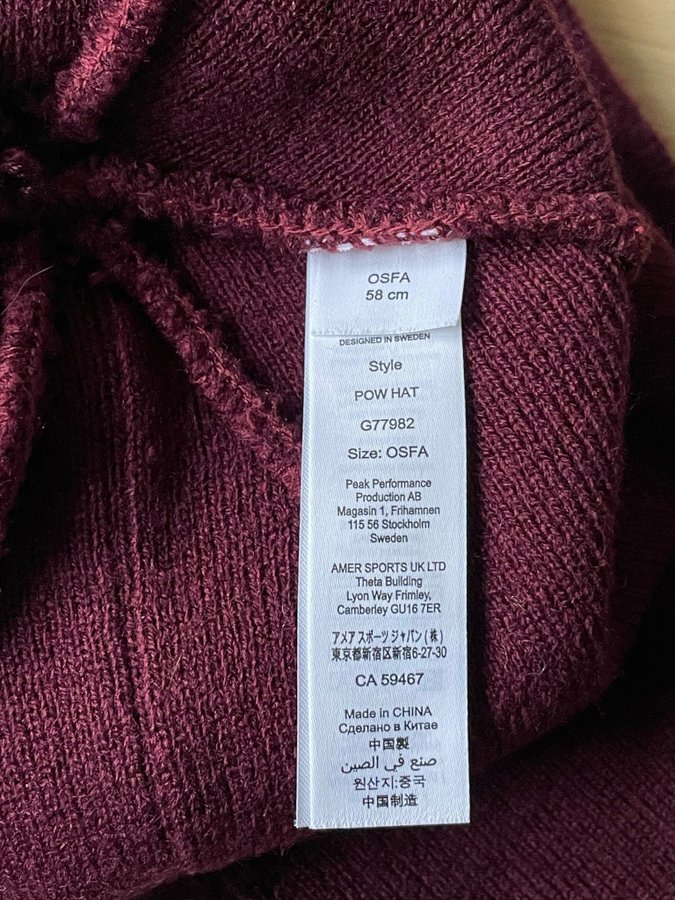 OSFA
58 cm
DESIGNED IN SWEDEN
Style
POW HAT
G77982
Size: OSFA
Peak Performance
Production AB
Magasin 1, Frihamnen
115 56 Stockholm
Sweden
AMER SPORTS UK LTD
Theta Building
Lyon Way Frimley,
Camberley GU16 7ER
アメア スポーツ ジャパン ( 株 )
東京都新宿区新宿6-27-30
CA 59467
Made in CHINA
Сделано в Китае
中国製
صنع في الصين
원산지:중국
中国制造